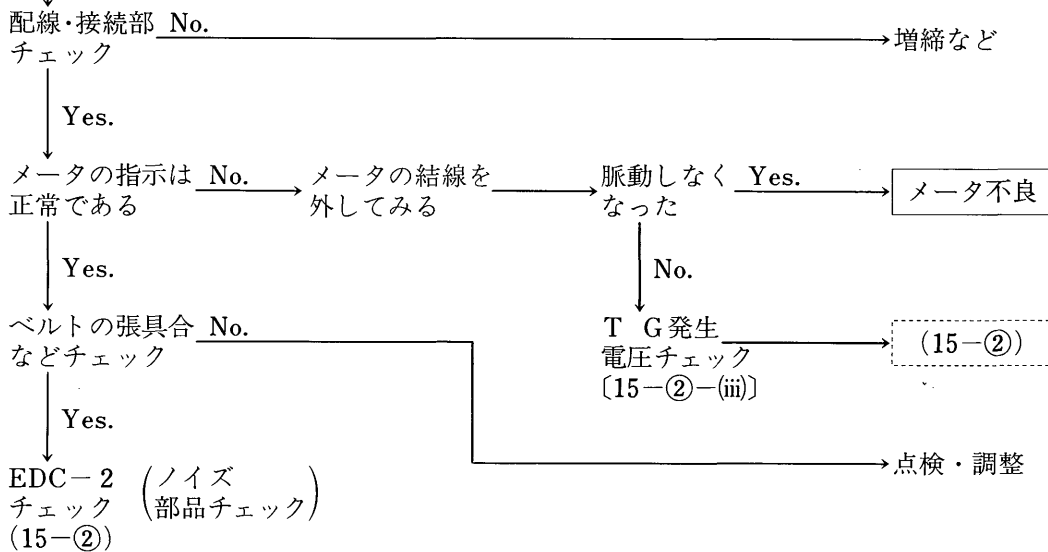 配線・接続部 No.
チェック
増締など
Yes.
メータの指示は No.
正常である
メータの結線を
外してみる
脈動しなく Yes.
なった
メータ不良
Yes.
No.
ベルトの張具合 No.
などチェック
T G発生
電圧チェック
〔15−②−(ⅲ)〕
(15−②)
Yes.
点検・調整
EDC−2
チェック
(15−②)
(ノイズ
部品チェック)